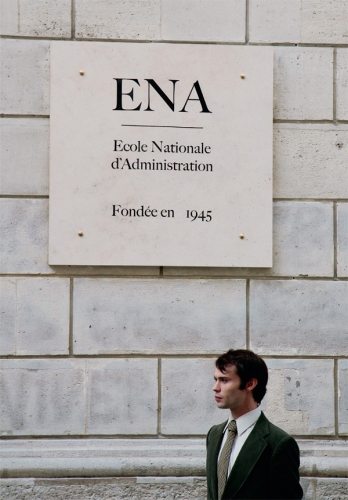 ENA
Ecole Nationale
d'Administration
Fondée en 1945